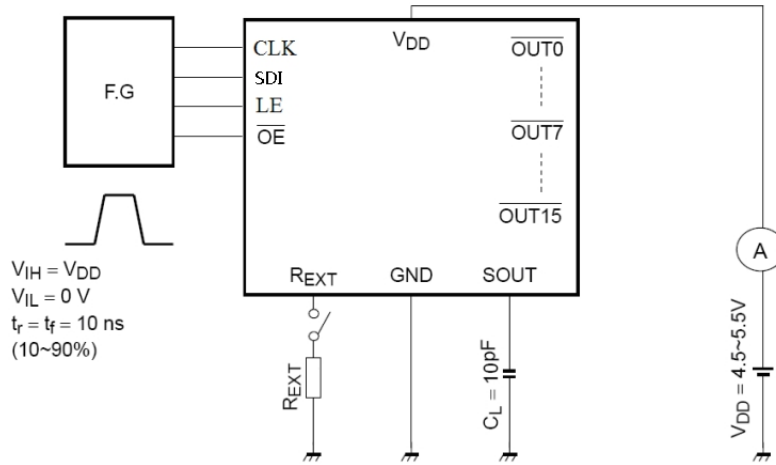 F.G
CLK
SDI
LE
OE
VDD
OUT0
OUT7
OUT15
REXT
GND
SOUT
A
VIH = VDD
VIL = 0 V
tr = tf = 10 ns
(10~90%)
REXT
CL = 10pF
VDD = 4.5~5.5V